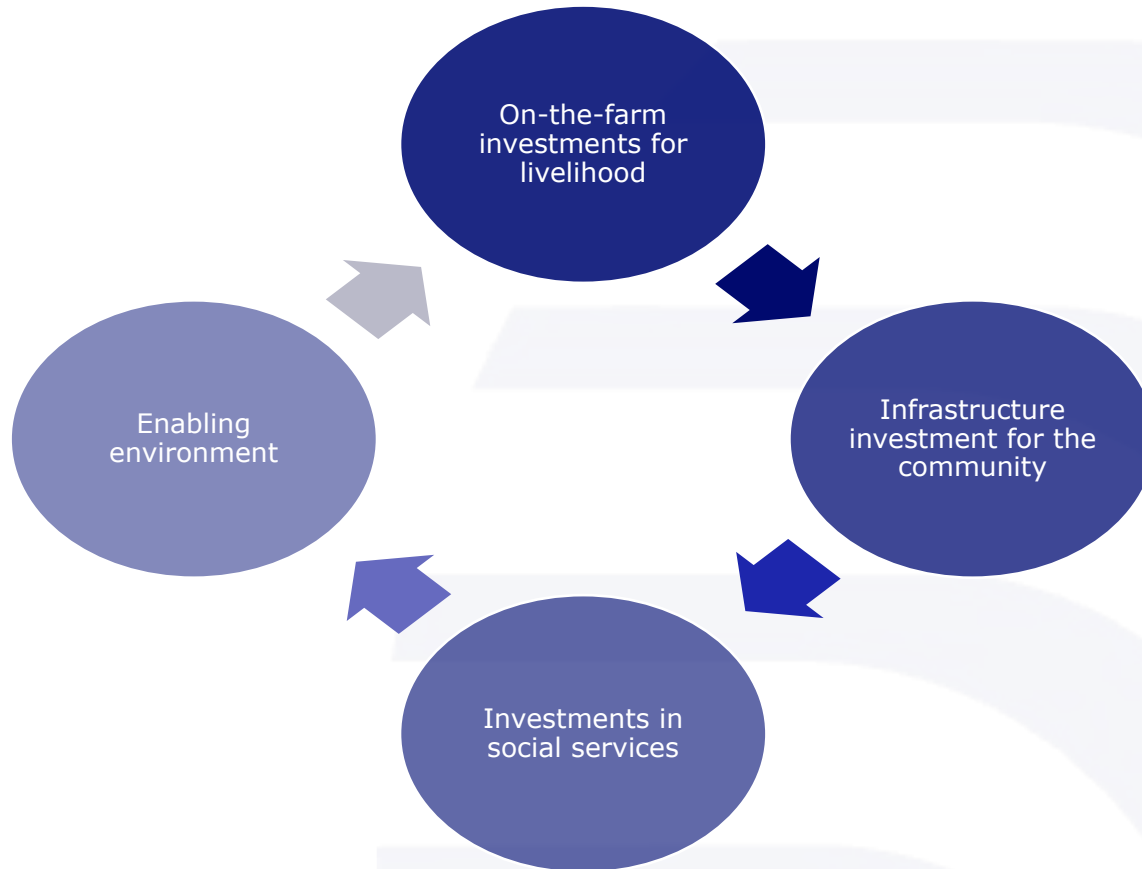 On-the-farm
investments for
livelihood
Infrastructure
investment for the
community
Investments in
social services
Enabling
environment